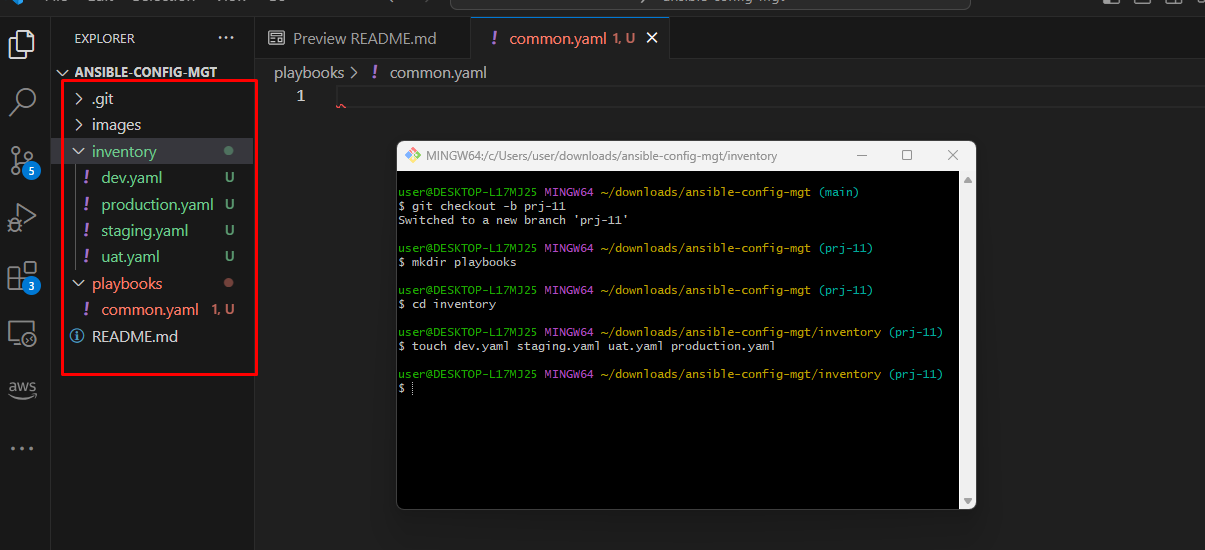 EXPLORER ...
ANSIBLE-CONFIG-MGT
.git
images
inventory
! dev.yaml U
! production.yaml U
! staging.yaml U
! uat.yaml U
playbooks
! common.yaml 1, U
README.md
5
3
aws
Preview README.md
! common.yaml 1, U
playbooks > ! common.yaml
1
MINGW64:/c/Users/user/downloads/ansible-config-mgt/inventory
user@DESKTOP-L17MJ25 MINGW64 ~/downloads/ansible-config-mgt (main)
$ git checkout -b prj-11
Switched to a new branch 'prj-11'
user@DESKTOP-L17MJ25 MINGW64 ~/downloads/ansible-config-mgt (prj-11)
$ mkdir playbooks
user@DESKTOP-L17MJ25 MINGW64 ~/downloads/ansible-config-mgt (prj-11)
$ cd inventory
user@DESKTOP-L17MJ25 MINGW64 ~/downloads/ansible-config-mgt/inventory (prj-11)
$ touch dev.yaml staging.yaml uat.yaml production.yaml
user@DESKTOP-L17MJ25 MINGW64 ~/downloads/ansible-config-mgt/inventory (prj-11)
$